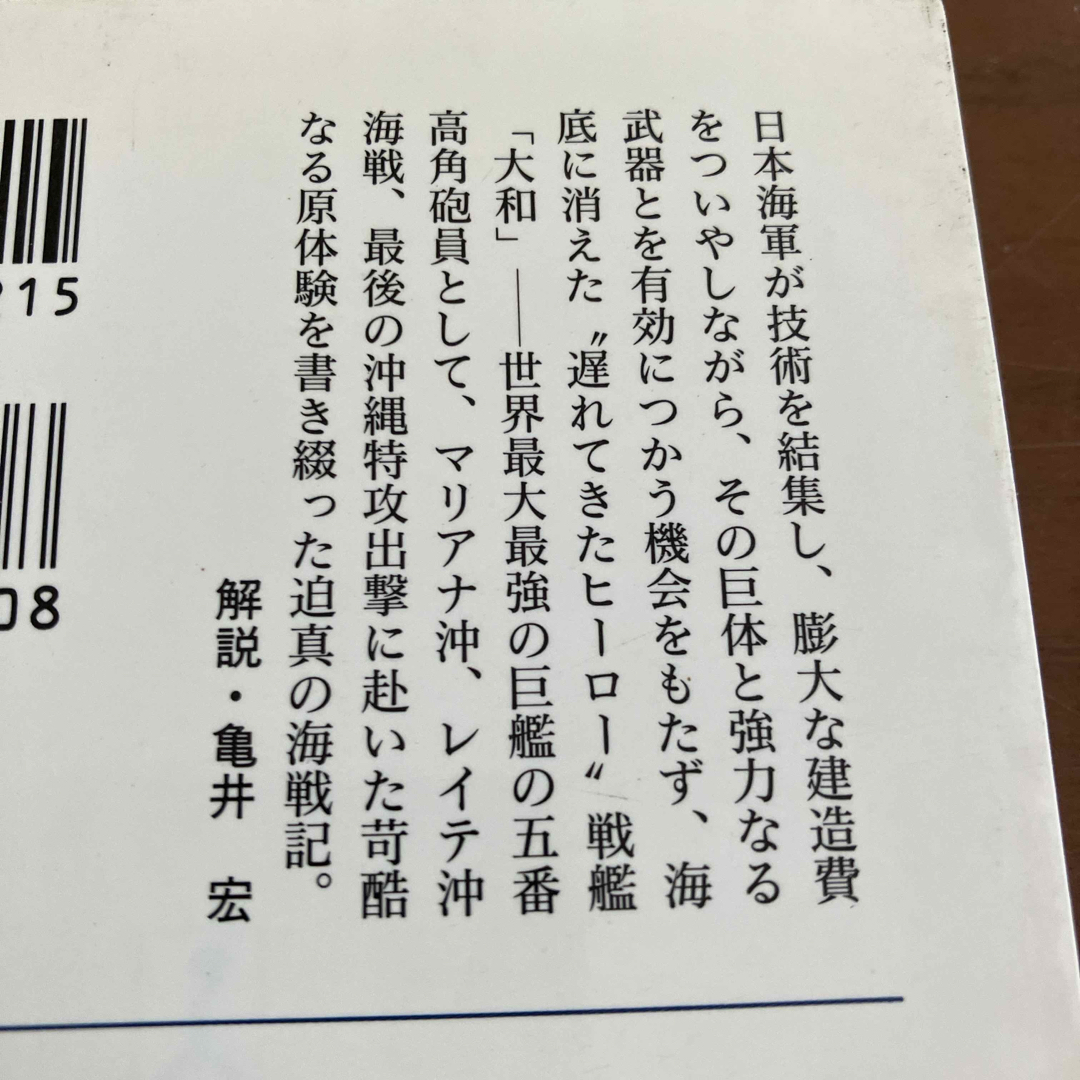 日本海軍が技術を結集し、膨大な建造費
をついやしながら、その巨体と強力なる
武器とを有効につかう機会をもたず、海
底に消えた〝遅れてきたヒーロー〟戦艦
「大和」――世界最大最強の巨艦の五番
高角砲員として、マリアナ沖、レイテ沖
海戦、最後の沖縄特攻出撃に赴いた苛酷
なる原体験を書き綴った迫真の海戦記。
解説・亀井 宏
215
08